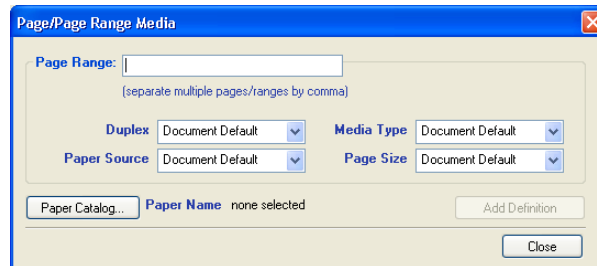 Page/Page Range Media
Page Range:
(separate multiple pages/ranges by comma)
Duplex Document Default Media Type Document Default
Paper Source Document Default Page Size Document Default
Paper Catalog... Paper Name none selected Add Definition
Close